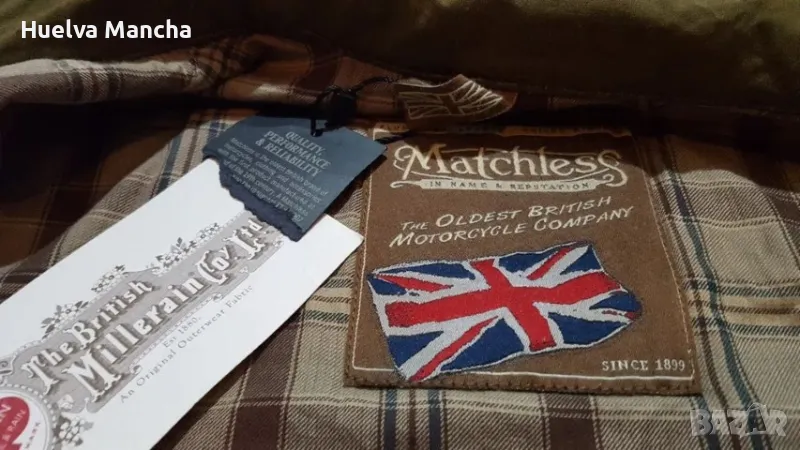 Huelva Mancha
QUALITY,
PERFORMANCE
& RELIABILITY
Matchless
IN NAME & REPUTATION
THE OLDEST BRITISH
MOTORCYCLE COMPANY
SINCE 1899
The British
Millerain Co. Ltd
Est 1880.
An Original Outerwear Fabric
BAZAR